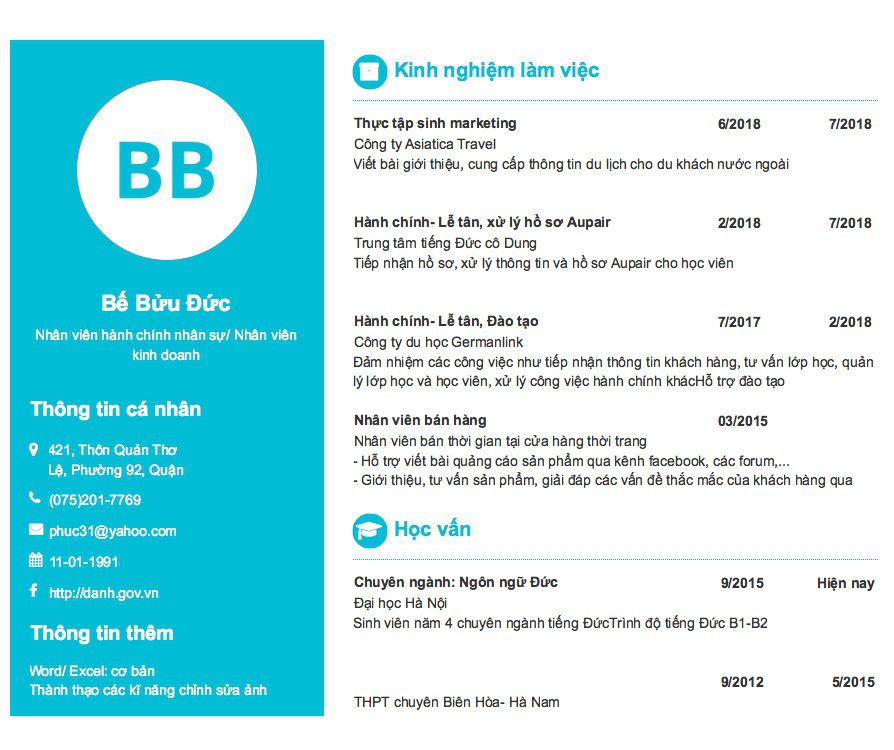 BB
Bế Bửu Đức
Nhân viên hành chính nhân sự/ Nhân viên
kinh doanh
Thông tin cá nhân
421, Thôn Quản Thơ
Lệ, Phường 92, Quận
(075)201-7769
phuc31@yahoo.com
11-01-1991
http://danh.gov.vn
Thông tin thêm
Word/ Excel: cơ bản
Thành thạo các kĩ năng chỉnh sửa ảnh
Kinh nghiệm làm việc
Thực tập sinh marketing 6/2018 7/2018
Công ty Asiatica Travel
Viết bài giới thiệu, cung cấp thông tin du lịch cho du khách nước ngoài
Hành chính- Lễ tân, xử lý hồ sơ Aupair 2/2018 7/2018
Trung tâm tiếng Đức cô Dung
Tiếp nhận hồ sơ, xử lý thông tin và hồ sơ Aupair cho học viên
Hành chính- Lễ tân, Đào tạo 7/2017 2/2018
Công ty du học Germanlink
Đảm nhiệm các công việc như tiếp nhận thông tin khách hàng, tư vấn lớp học, quản
lý lớp học và học viên, xử lý công việc hành chính khácHỗ trợ đào tạo
Nhân viên bán hàng 03/2015
Nhân viên bán thời gian tại cửa hàng thời trang
- Hỗ trợ viết bài quảng cáo sản phẩm qua kênh facebook, các forum,...
- Giới thiệu, tư vấn sản phẩm, giải đáp các vấn đề thắc mắc của khách hàng qua
Học vấn
Chuyên ngành: Ngôn ngữ Đức 9/2015 Hiện nay
Đại học Hà Nội
Sinh viên năm 4 chuyên ngành tiếng ĐứcTrình độ tiếng Đức B1-B2
9/2012 5/2015
THPT chuyên Biên Hòa- Hà Nam